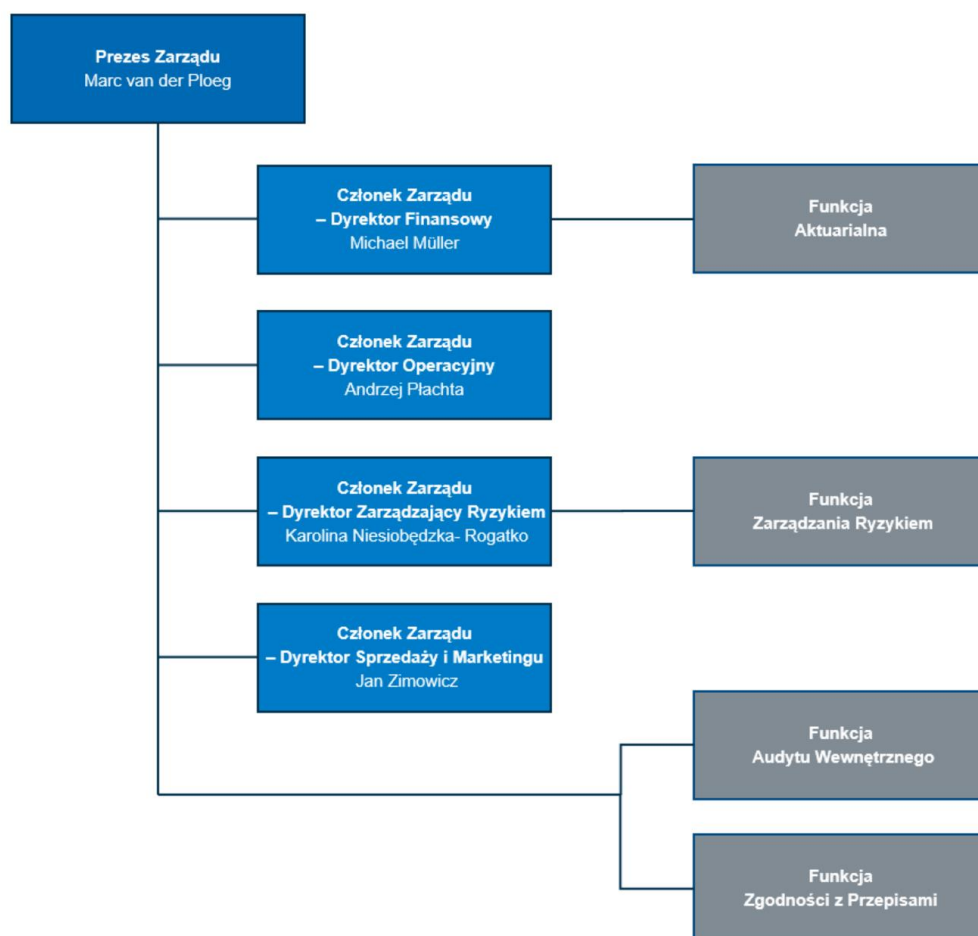 Prezes Zarządu
Marc van der Ploeg
Członek Zarządu
– Dyrektor Finansowy
Michael Müller
Funkcja
Aktuarialna
Członek Zarządu
– Dyrektor Operacyjny
Andrzej Płachta
Członek Zarządu
– Dyrektor Zarządzający Ryzykiem
Karolina Niesiobędzka- Rogatko
Funkcja
Zarządzania Ryzykiem
Członek Zarządu
– Dyrektor Sprzedaży i Marketingu
Jan Zimowicz
Funkcja
Audytu Wewnętrznego
Funkcja
Zgodności z Przepisami